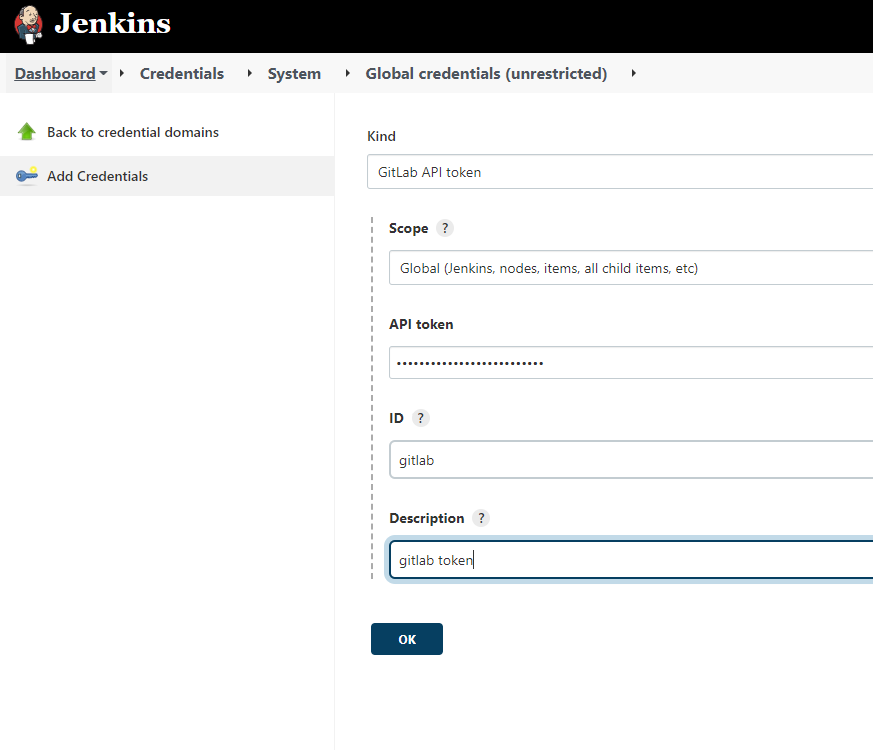 Jenkins
Dashboard Credentials System Global credentials (unrestricted)
Back to credential domains
Add Credentials
Kind
GitLab API token
Scope ?
Global (Jenkins, nodes, items, all child items, etc)
API token
••••••••••••••••••••••••••
ID ?
gitlab
Description ?
gitlab token
OK